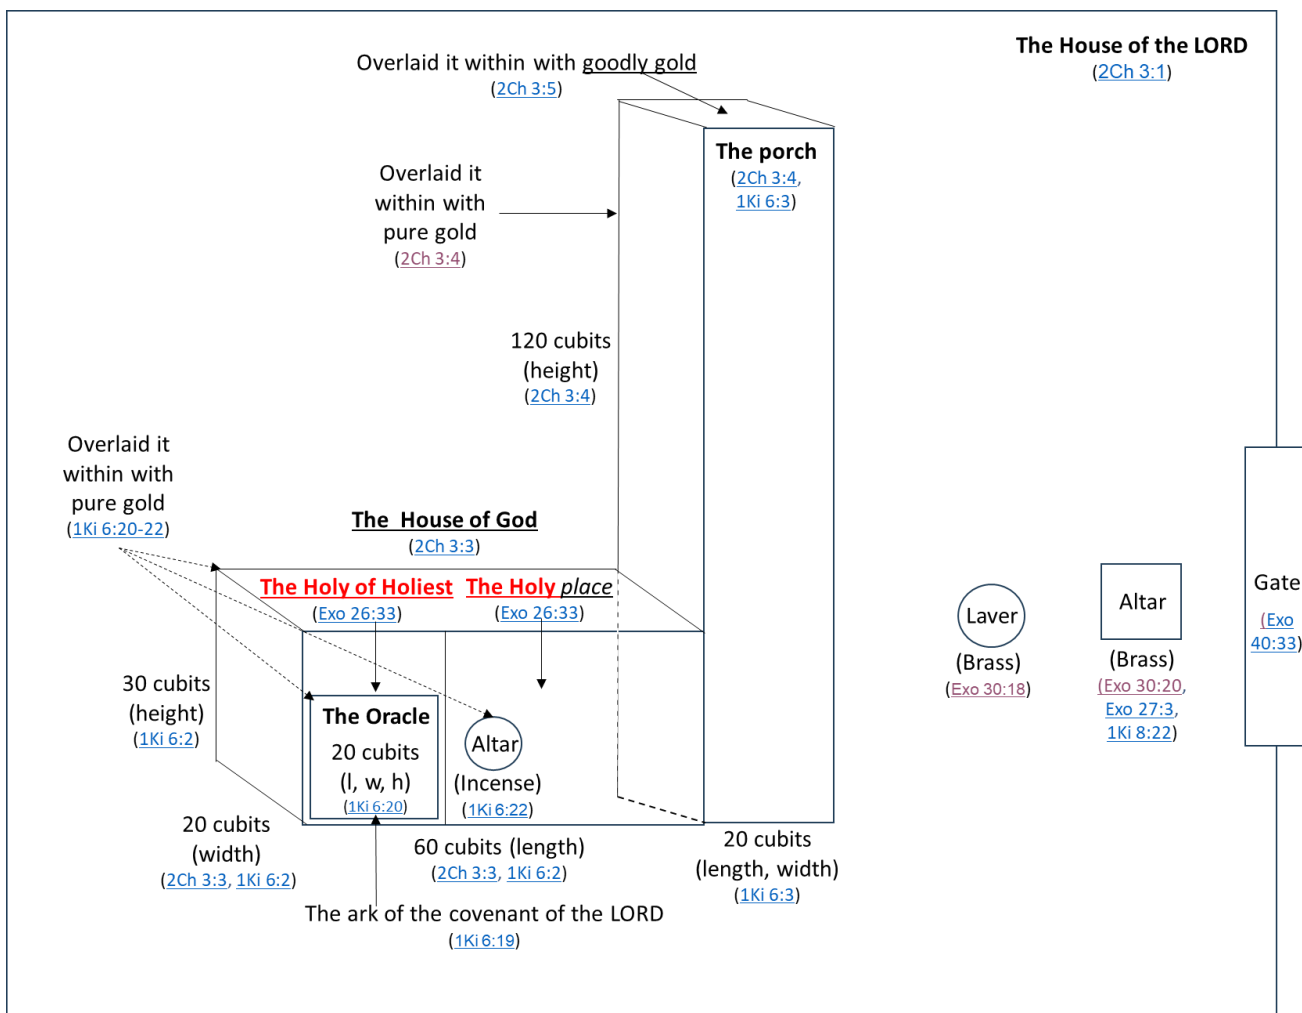 The House of the LORD
(2Ch 3:1)
Overlaid it within with goodly gold
(2Ch 3:5)
The porch
(2Ch 3:4,
1Ki 6:3)
Overlaid it
within with
pure gold
(2Ch 3:4)
120 cubits
(height)
(2Ch 3:4)
Overlaid it
within with
pure gold
(1Ki 6:20-22)
The House of God
(2Ch 3:3)
The Holy of Holiest
(Exo 26:33)
The Holy place
(Exo 26:33)
30 cubits
(height)
(1Ki 6:2)
The Oracle
20 cubits
(l, w, h)
(1Ki 6:20)
Altar
(Incense)
(1Ki 6:22)
20 cubits
(width)
(2Ch 3:3, 1Ki 6:2)
60 cubits (length)
(2Ch 3:3, 1Ki 6:2)
20 cubits
(length, width)
(1Ki 6:3)
The ark of the covenant of the LORD
(1Ki 6:19)
Laver
(Brass)
(Exo 30:18)
Altar
(Brass)
(Exo 30:20,
Exo 27:3,
1Ki 8:22)
Gate
(Exo
40:33)